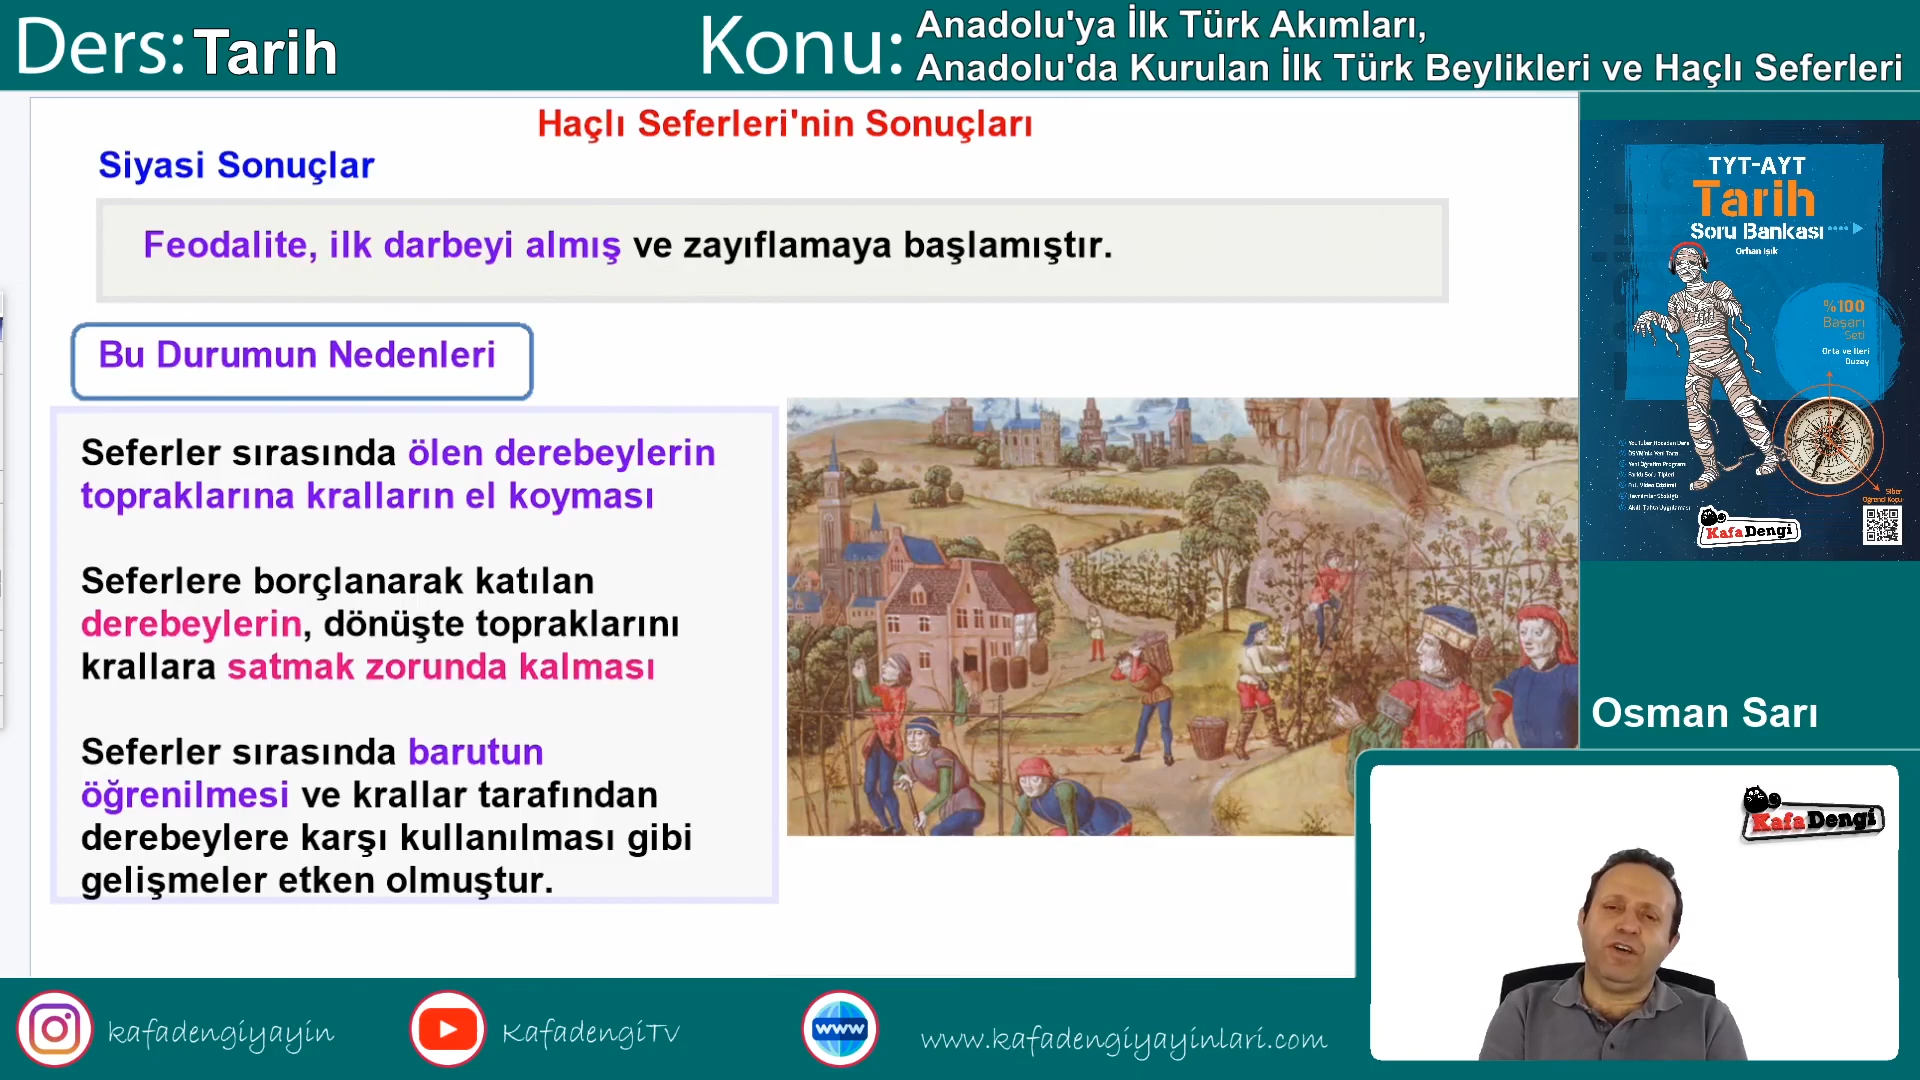 Ders: Tarih
Konu: Anadolu'ya İlk Türk Akımları,
Anadolu'da Kurulan İlk Türk Beylikleri ve Haçlı Seferleri
Haçlı Seferleri'nin Sonuçları
Siyasi Sonuçlar
Feodalite, ilk darbeyi almış ve zayıflamaya başlamıştır.
Bu Durumun Nedenleri
Seferler sırasında ölen derebeylerin
topraklarına kralların el koyması
Seferlere borçlanarak katılan
derebeylerin, dönüşte topraklarını
krallara satmak zorunda kalması
Seferler sırasında barutun
öğrenilmesi ve krallar tarafından
derebeylere karşı kullanılması gibi
gelişmeler etken olmuştur.
TYT-AYT
Tarih
Soru Bankası
Orhan Işık
%100
Başarı
Seti
Orta ve İleri
Düzey
KafaDengi
Osman Sarı
KafaDengi
kafadengiyayin
KafadengiTv
www
www.kafadengiyayinlari.com